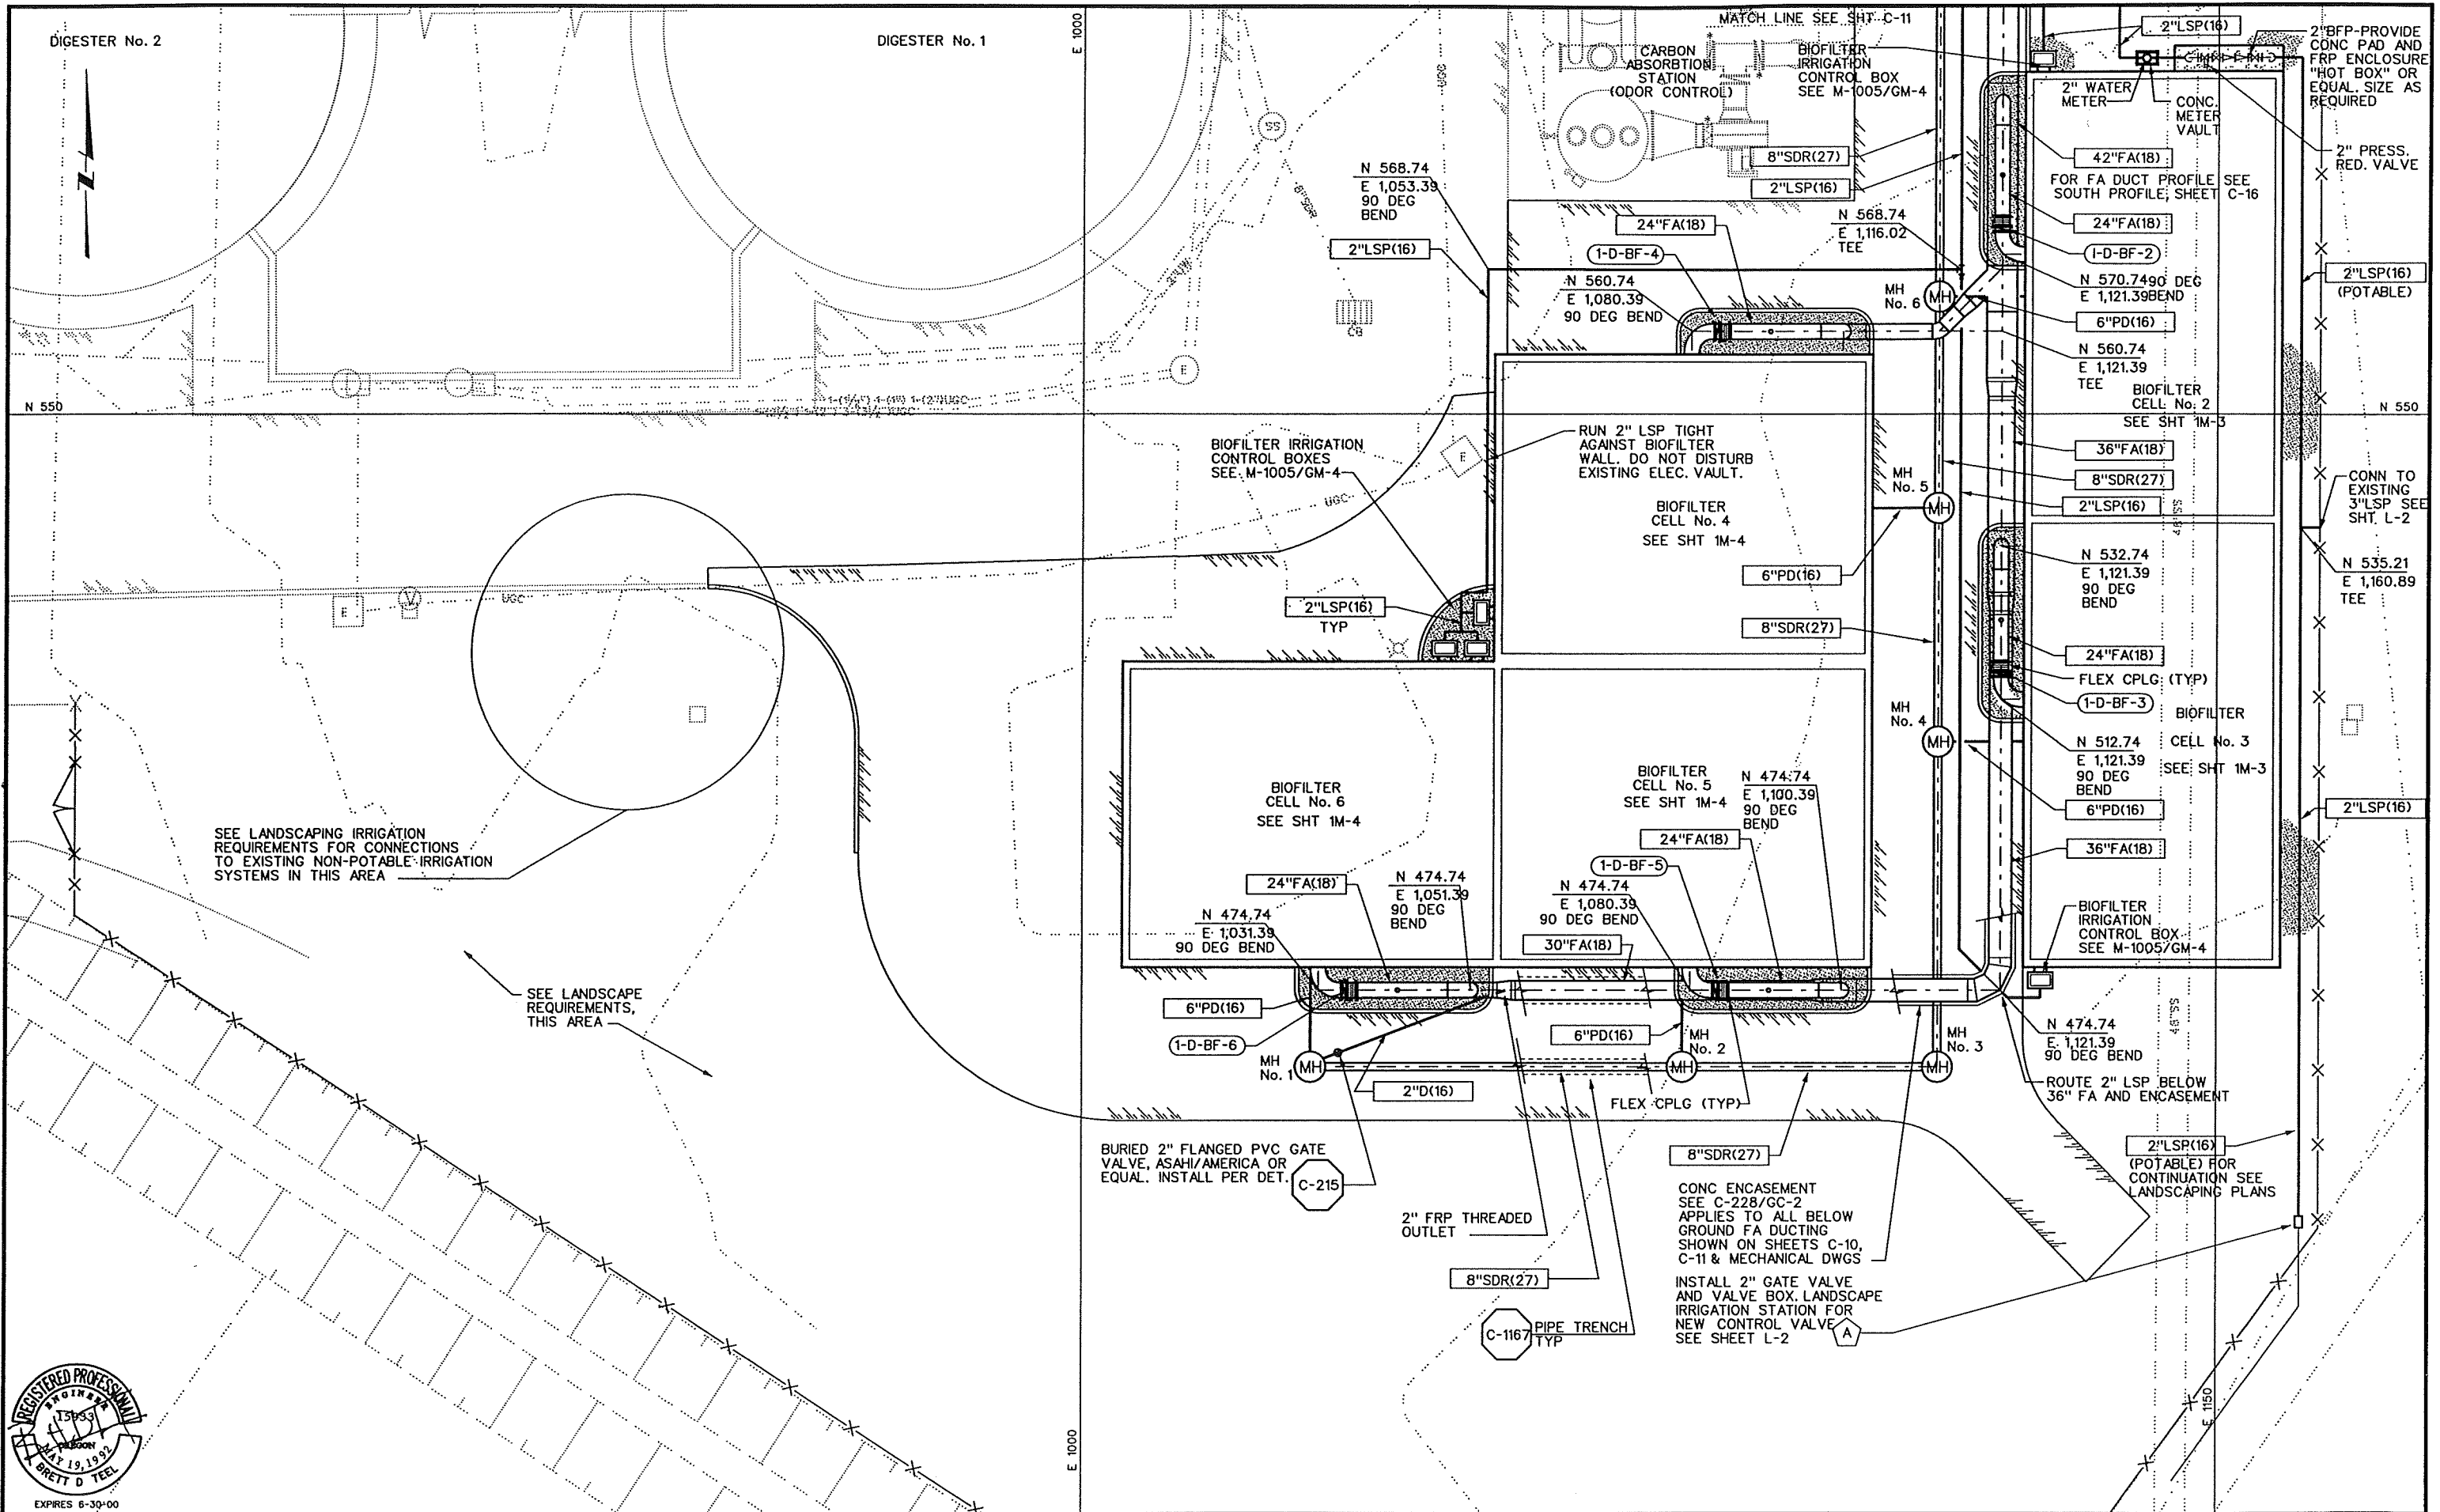 DIGESTER No. 2
DIGESTER No. 1
E 1000
MATCH LINE SEE SHT C-11
CARBON
ABSORBTION
STATION
(ODOR CONTROL)
BIOFILTER
IRRIGATION
CONTROL BOX
SEE M-1005/GM-4
2"LSP(16)
2"BFP-PROVIDE
CONC PAD AND
FRP ENCLOSURE
"HOT BOX" OR
EQUAL. SIZE AS
REQUIRED
2" WATER
METER
CONC.
METER
VAULT
2" PRESS.
RED. VALVE
UGC
SS
8"SDR
8"SDR(27)
2"LSP(16)
42"FA(18)
FOR FA DUCT PROFILE SEE
SOUTH PROFILE, SHEET C-16
24"FA(18)
1-D-BF-2
N 570.74
E 1,121.39
90 DEG
BEND
6"PD(16)
N 560.74
E 1,121.39
TEE
N 568.74
E 1,053.39
90 DEG
BEND
2"LSP(16)
24"FA(18)
1-D-BF-4
N 560.74
E 1,080.39
90 DEG BEND
N 568.74
E 1,116.02
TEE
MH
No. 6
MH
2"LSP(16)
(POTABLE)
CB
E
N 550
N 550
BIOFILTER
CELL No. 2
SEE SHT 1M-3
36"FA(18)
8"SDR(27)
2"LSP(16)
48"SS
CONN TO
EXISTING
3"LSP SEE
SHT. L-2
N 535.21
E 1,160.89
TEE
BIOFILTER IRRIGATION
CONTROL BOXES
SEE M-1005/GM-4
E
UGC
RUN 2" LSP TIGHT
AGAINST BIOFILTER
WALL. DO NOT DISTURB
EXISTING ELEC. VAULT.
BIOFILTER
CELL No. 4
SEE SHT 1M-4
MH
No. 5
MH
6"PD(16)
8"SDR(27)
2"LSP(16)
TYP
E
V
UGC
N 532.74
E 1,121.39
90 DEG
BEND
24"FA(18)
FLEX CPLG (TYP)
1-D-BF-3
BIOFILTER
CELL No. 3
SEE SHT 1M-3
N 512.74
E 1,121.39
90 DEG
BEND
6"PD(16)
2"LSP(16)
36"FA(18)
MH
No. 4
MH
BIOFILTER
CELL No. 6
SEE SHT 1M-4
BIOFILTER
CELL No. 5
SEE SHT 1M-4
N 474.74
E 1,100.39
90 DEG
BEND
24"FA(18)
1-D-BF-5
N 474.74
E 1,080.39
90 DEG BEND
30"FA(18)
SEE LANDSCAPING IRRIGATION
REQUIREMENTS FOR CONNECTIONS
TO EXISTING NON-POTABLE IRRIGATION
SYSTEMS IN THIS AREA
24"FA(18)
N 474.74
E 1,051.39
90 DEG
BEND
N 474.74
E 1,031.39
90 DEG BEND
BIOFILTER
IRRIGATION
CONTROL BOX
SEE M-1005/GM-4
SEE LANDSCAPE
REQUIREMENTS,
THIS AREA
6"PD(16)
1-D-BF-6
MH
No. 1
MH
2"D(16)
6"PD(16)
MH
No. 2
MH
FLEX CPLG (TYP)
MH
No. 3
MH
48"SS
N 474.74
E 1,121.39
90 DEG BEND
ROUTE 2" LSP BELOW
36" FA AND ENCASEMENT
BURIED 2" FLANGED PVC GATE
VALVE, ASAHI/AMERICA OR
EQUAL. INSTALL PER DET.
C-215
8"SDR(27)
2"LSP(16)
(POTABLE) FOR
CONTINUATION SEE
LANDSCAPING PLANS
2" FRP THREADED
OUTLET
CONC ENCASEMENT
SEE C-228/GC-2
APPLIES TO ALL BELOW
GROUND FA DUCTING
SHOWN ON SHEETS C-10,
C-11 & MECHANICAL DWGS
8"SDR(27)
C-1167
PIPE TRENCH
TYP
INSTALL 2" GATE VALVE
AND VALVE BOX. LANDSCAPE
IRRIGATION STATION FOR
NEW CONTROL VALVE
SEE SHEET L-2
A
E 1000
E 1150
REGISTERED PROFESSIONAL
ENGINEER
OREGON
MAY 19, 1992
BRETT D TEEL
EXPIRES 6-30-00